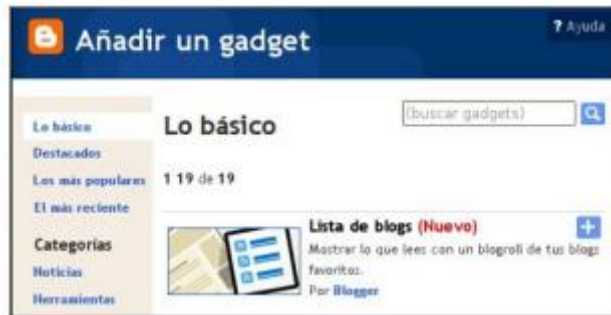 Añadir un gadget
? Ayuda
Lo básico
Destacados
Los más populares
El más reciente
Categorías
Noticias
Herramientas
Lo básico
(buscar gadgets)
1 19 de 19
Lista de blogs (Nuevo)
Mostrar lo que lees con un blogroll de tus blogs
favoritos.
Por Blogger